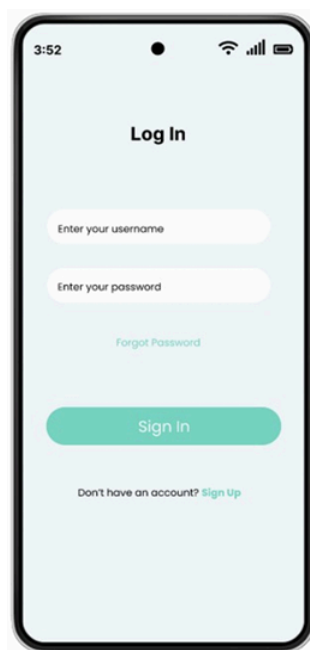 3:52
Log In
Enter your username
Enter your password
Forgot Password
Sign In
Don't have an account? Sign Up